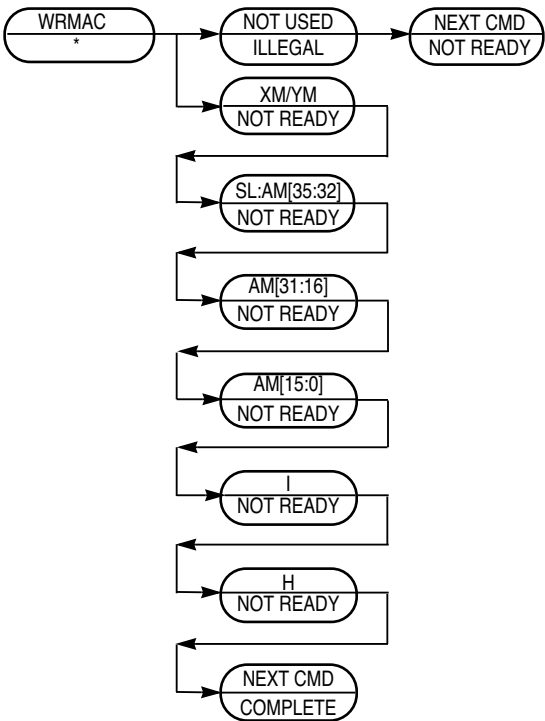 WRMAC
*
NOT USED
ILLEGAL
NEXT CMD
NOT READY
XM/YM
NOT READY
SL:AM[35:32]
NOT READY
AM[31:16]
NOT READY
AM[15:0]
NOT READY
I
NOT READY
H
NOT READY
NEXT CMD
COMPLETE